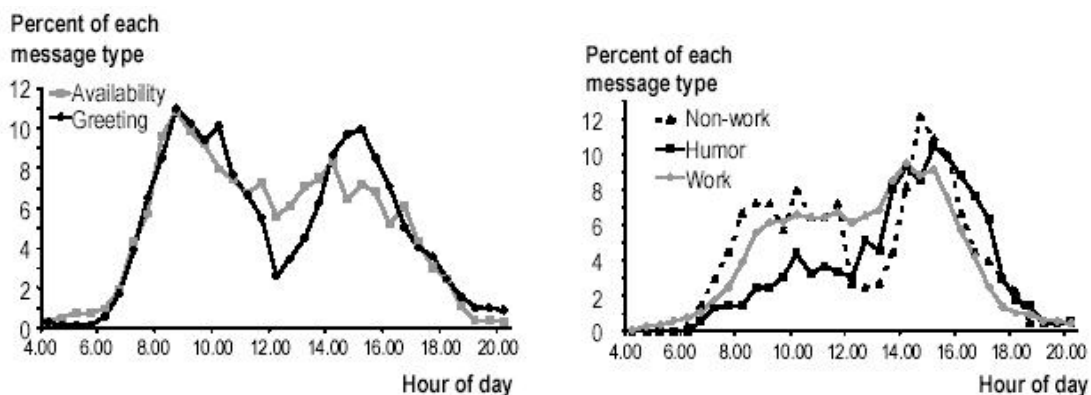 Percent of each
message type
12
10
8
6
4
2
0
Availability
Greeting
4.00 6.00 8.00 10.00 12.00 14.00 16.00 18.00 20.00
Hour of day
Percent of each
message type
12
10
8
6
4
2
0
Non-work
Humor
Work
4.00 6.00 8.00 10.00 12.00 14.00 16.00 18.00 20.00
Hour of day